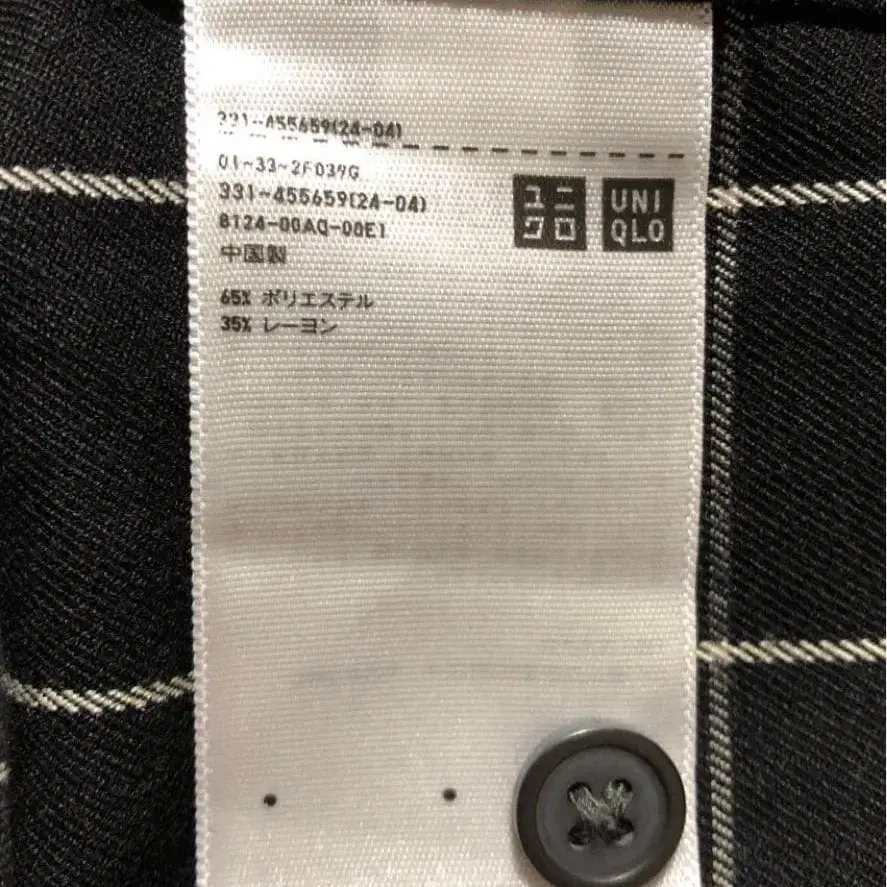 331-455659(24-04)
01-33-2F039G
331-455659(24-04)
8124-00AQ-00E1
中国製
65% ポリエステル
35% レーヨン
ユニ
クロ
UNI
QLO